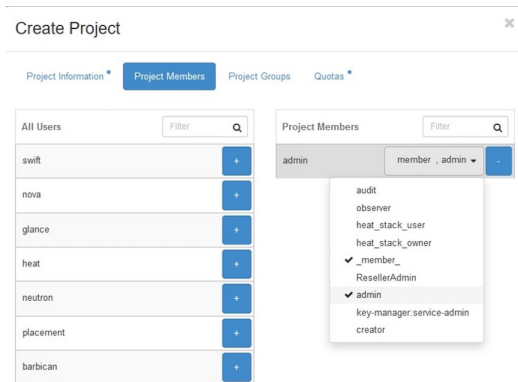 Create Project
Project Information *
Project Members
Project Groups
Quotas *
All Users
Filter
swift
+
nova
+
glance
+
heat
+
neutron
+
placement
+
barbican
+
Project Members
Filter
admin
member , admin
-
audit
observer
heat_stack_user
heat_stack_owner
_member_
ResellerAdmin
admin
key-manager:service-admin
creator